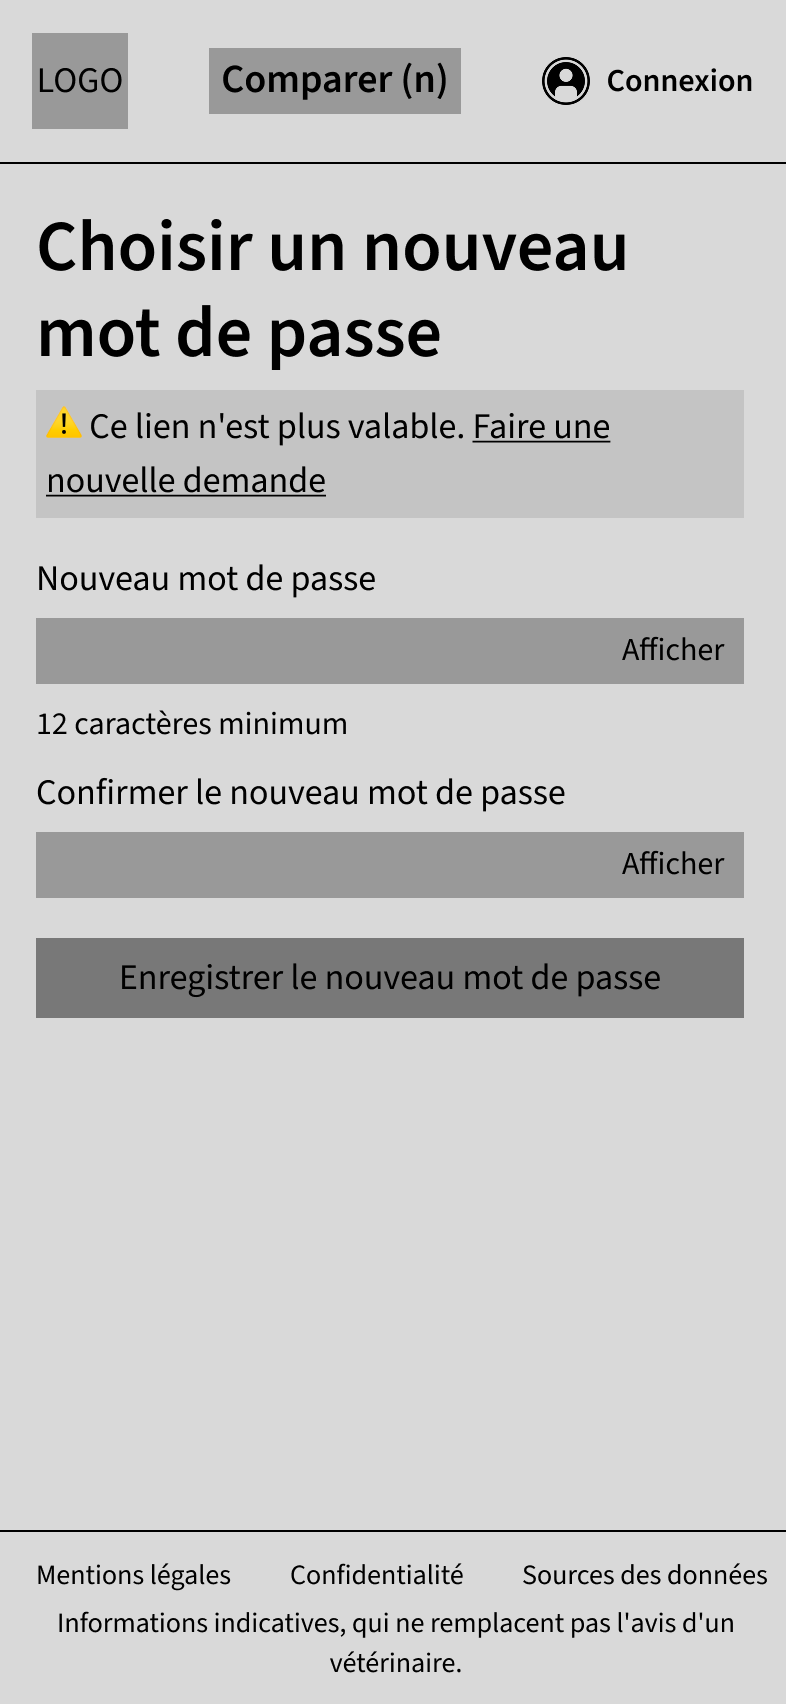 LOGO
Comparer (n)
Connexion
Choisir un nouveau
mot de passe
⚠️ Ce lien n'est plus valable. Faire une
nouvelle demande
Nouveau mot de passe
Afficher
12 caractères minimum
Confirmer le nouveau mot de passe
Afficher
Enregistrer le nouveau mot de passe
Mentions légales
Confidentialité
Sources des données
Informations indicatives, qui ne remplacent pas l'avis d'un
vétérinaire.